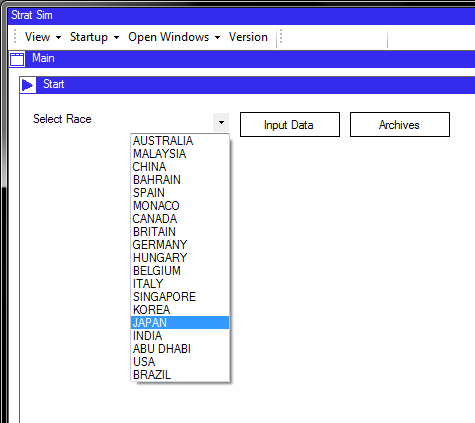 Strat Sim
View Startup Open Windows Version
Main
Start
Select Race Input Data Archives
AUSTRALIA
MALAYSIA
CHINA
BAHRAIN
SPAIN
MONACO
CANADA
BRITAIN
GERMANY
HUNGARY
BELGIUM
ITALY
SINGAPORE
KOREA
JAPAN
INDIA
ABU DHABI
USA
BRAZIL